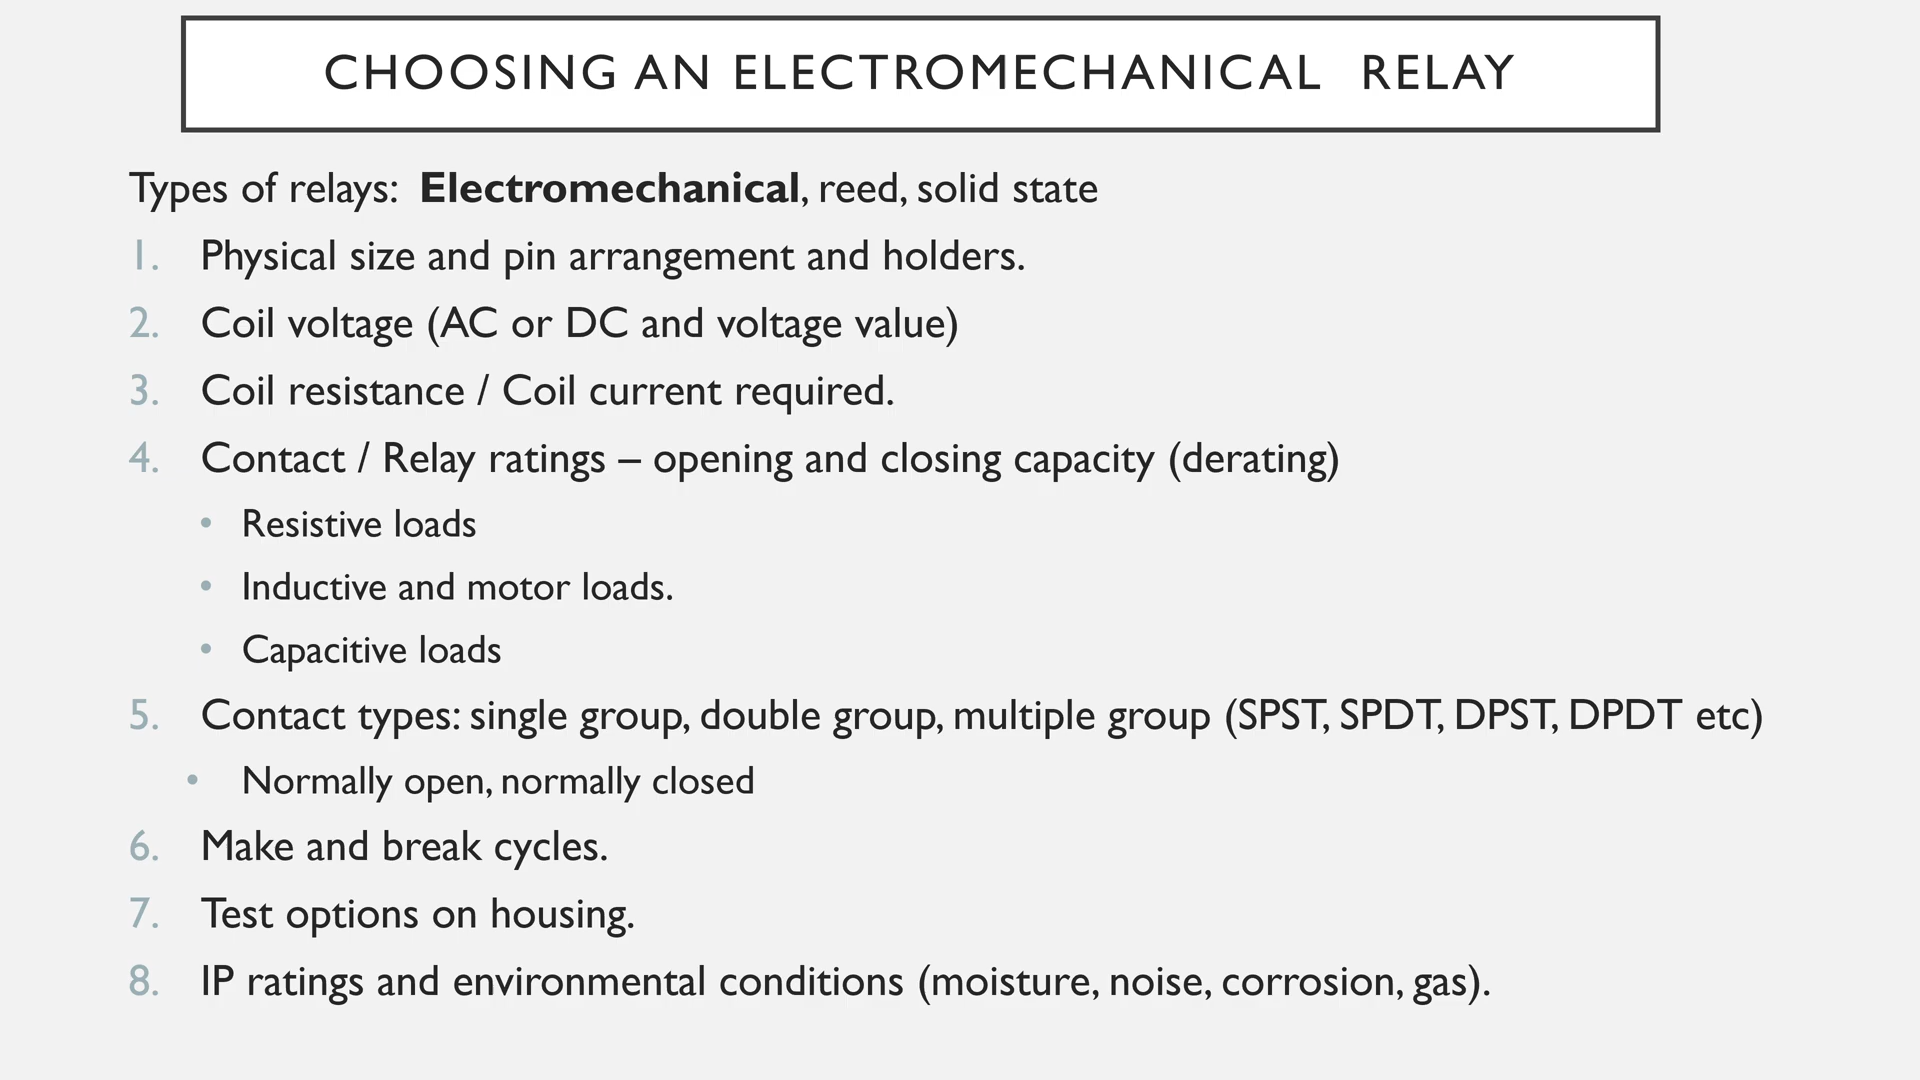 CHOOSING AN ELECTROMECHANICAL RELAY
Types of relays: Electromechanical, reed, solid state
1. Physical size and pin arrangement and holders.
2. Coil voltage (AC or DC and voltage value)
3. Coil resistance / Coil current required.
4. Contact / Relay ratings – opening and closing capacity (derating)
• Resistive loads
• Inductive and motor loads.
• Capacitive loads
5. Contact types: single group, double group, multiple group (SPST, SPDT, DPST, DPDT etc)
• Normally open, normally closed
6. Make and break cycles.
7. Test options on housing.
8. IP ratings and environmental conditions (moisture, noise, corrosion, gas).